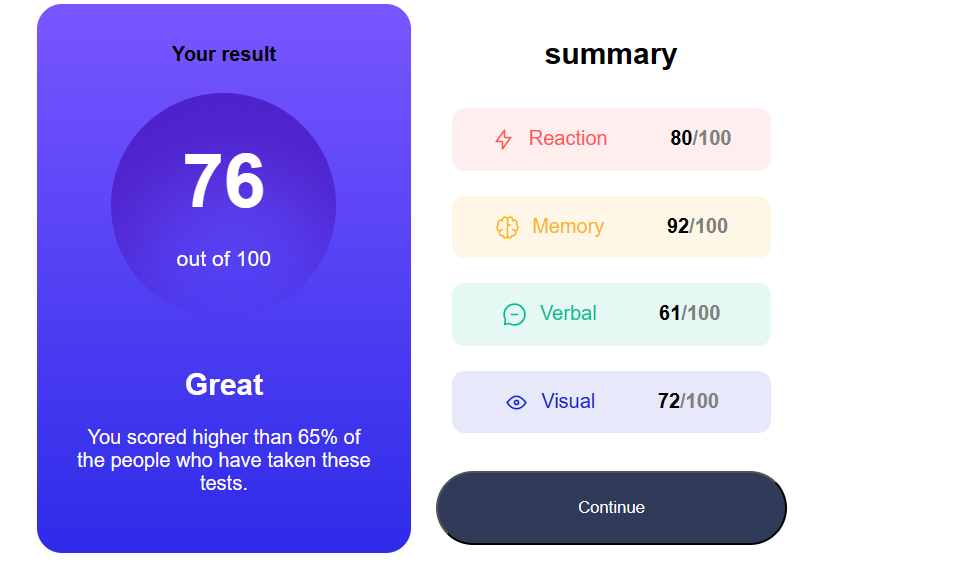 Your result
76
out of 100
Great
You scored higher than 65% of
the people who have taken these
tests.
summary
Reaction 80/100
Memory 92/100
Verbal 61/100
Visual 72/100
Continue